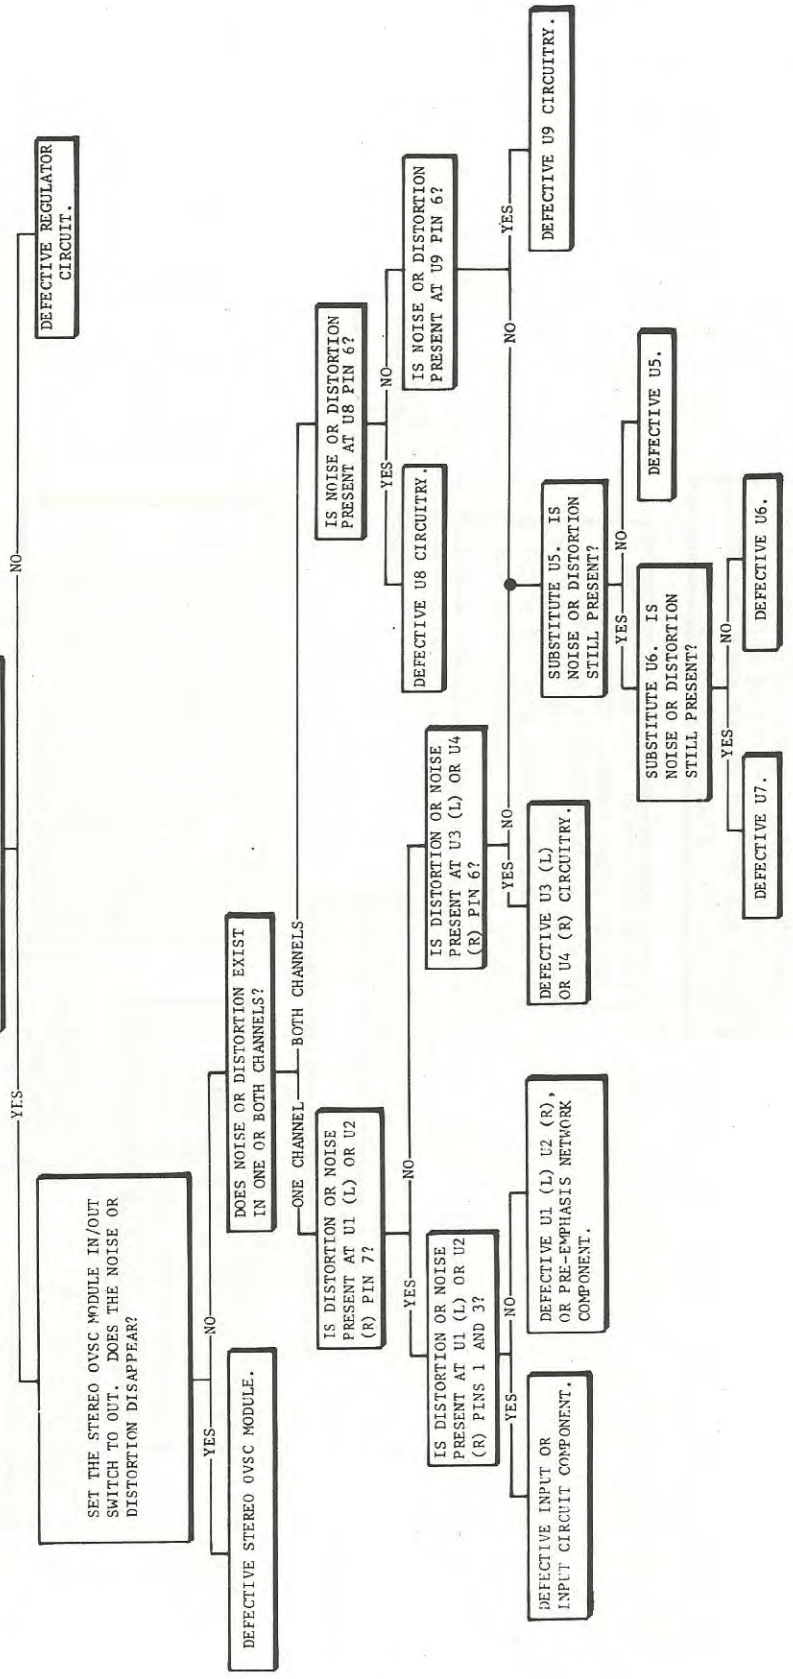 YES
NO
SET THE STEREO OVSC MODULE IN/OUT
SWITCH TO OUT. DOES THE NOISE OR
DISTORTION DISAPPEAR?
DEFECTIVE REGULATOR
CIRCUIT.
YES
NO
DEFECTIVE STEREO OVSC MODULE.
DOES NOISE OR DISTORTION EXIST
IN ONE OR BOTH CHANNELS?
ONE CHANNEL
BOTH CHANNELS
IS DISTORTION OR NOISE
PRESENT AT U1 (L) OR U2
(R) PIN 7?
IS NOISE OR DISTORTION
PRESENT AT U8 PIN 6?
YES
NO
YES
NO
IS DISTORTION OR NOISE
PRESENT AT U1 (L) OR U2
(R) PINS 1 AND 3?
IS DISTORTION OR NOISE
PRESENT AT U3 (L) OR U4
(R) PIN 6?
DEFECTIVE U8 CIRCUITRY.
IS NOISE OR DISTORTION
PRESENT AT U9 PIN 6?
YES
NO
YES
NO
NO
YES
DEFECTIVE INPUT OR
INPUT CIRCUIT COMPONENT.
DEFECTIVE U1 (L) U2 (R),
OR PRE-EMPHASIS NETWORK
COMPONENT.
DEFECTIVE U3 (L)
OR U4 (R) CIRCUITRY.
SUBSTITUTE U5. IS
NOISE OR DISTORTION
STILL PRESENT?
DEFECTIVE U9 CIRCUITRY.
YES
NO
SUBSTITUTE U6. IS
NOISE OR DISTORTION
STILL PRESENT?
DEFECTIVE U5.
YES
NO
DEFECTIVE U7.
DEFECTIVE U6.